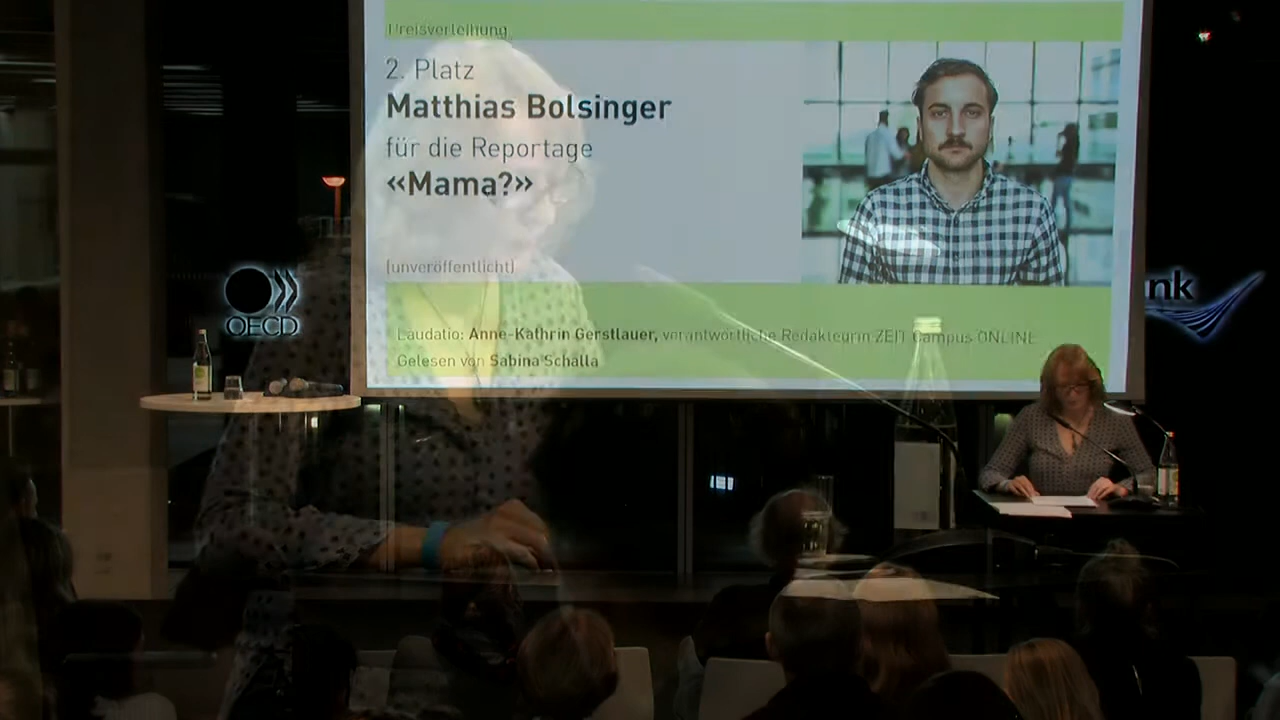 Preisverleihung
2. Platz
Matthias Bolsinger
für die Reportage
«Mama?»
[unveröffentlicht]
Laudatio: Anne-Kathrin Gerstlauer, verantwortliche Redakteurin ZEIT Campus ONLINE
Gelesen von Sabina Schalla
OECD
nk